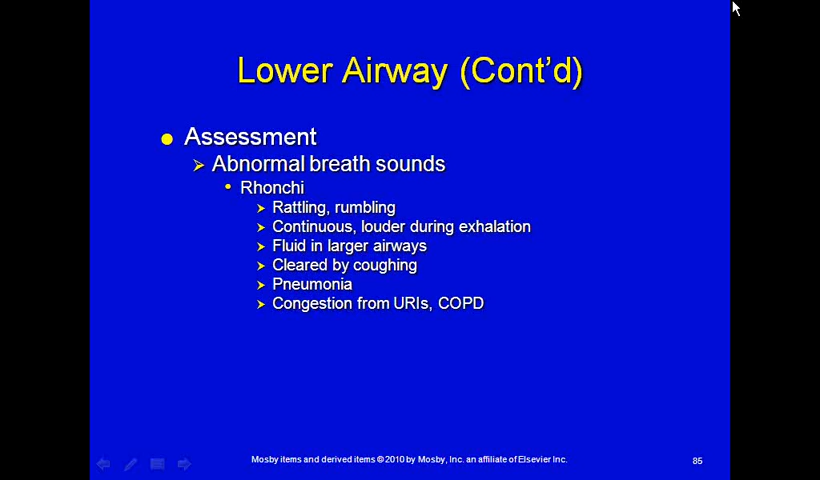 Lower Airway (Cont'd)
Assessment
Abnormal breath sounds
Rhonchi
Rattling, rumbling
Continuous, louder during exhalation
Fluid in larger airways
Cleared by coughing
Pneumonia
Congestion from URIs, COPD
Mosby items and derived items © 2010 by Mosby, Inc. an affiliate of Elsevier Inc.
85